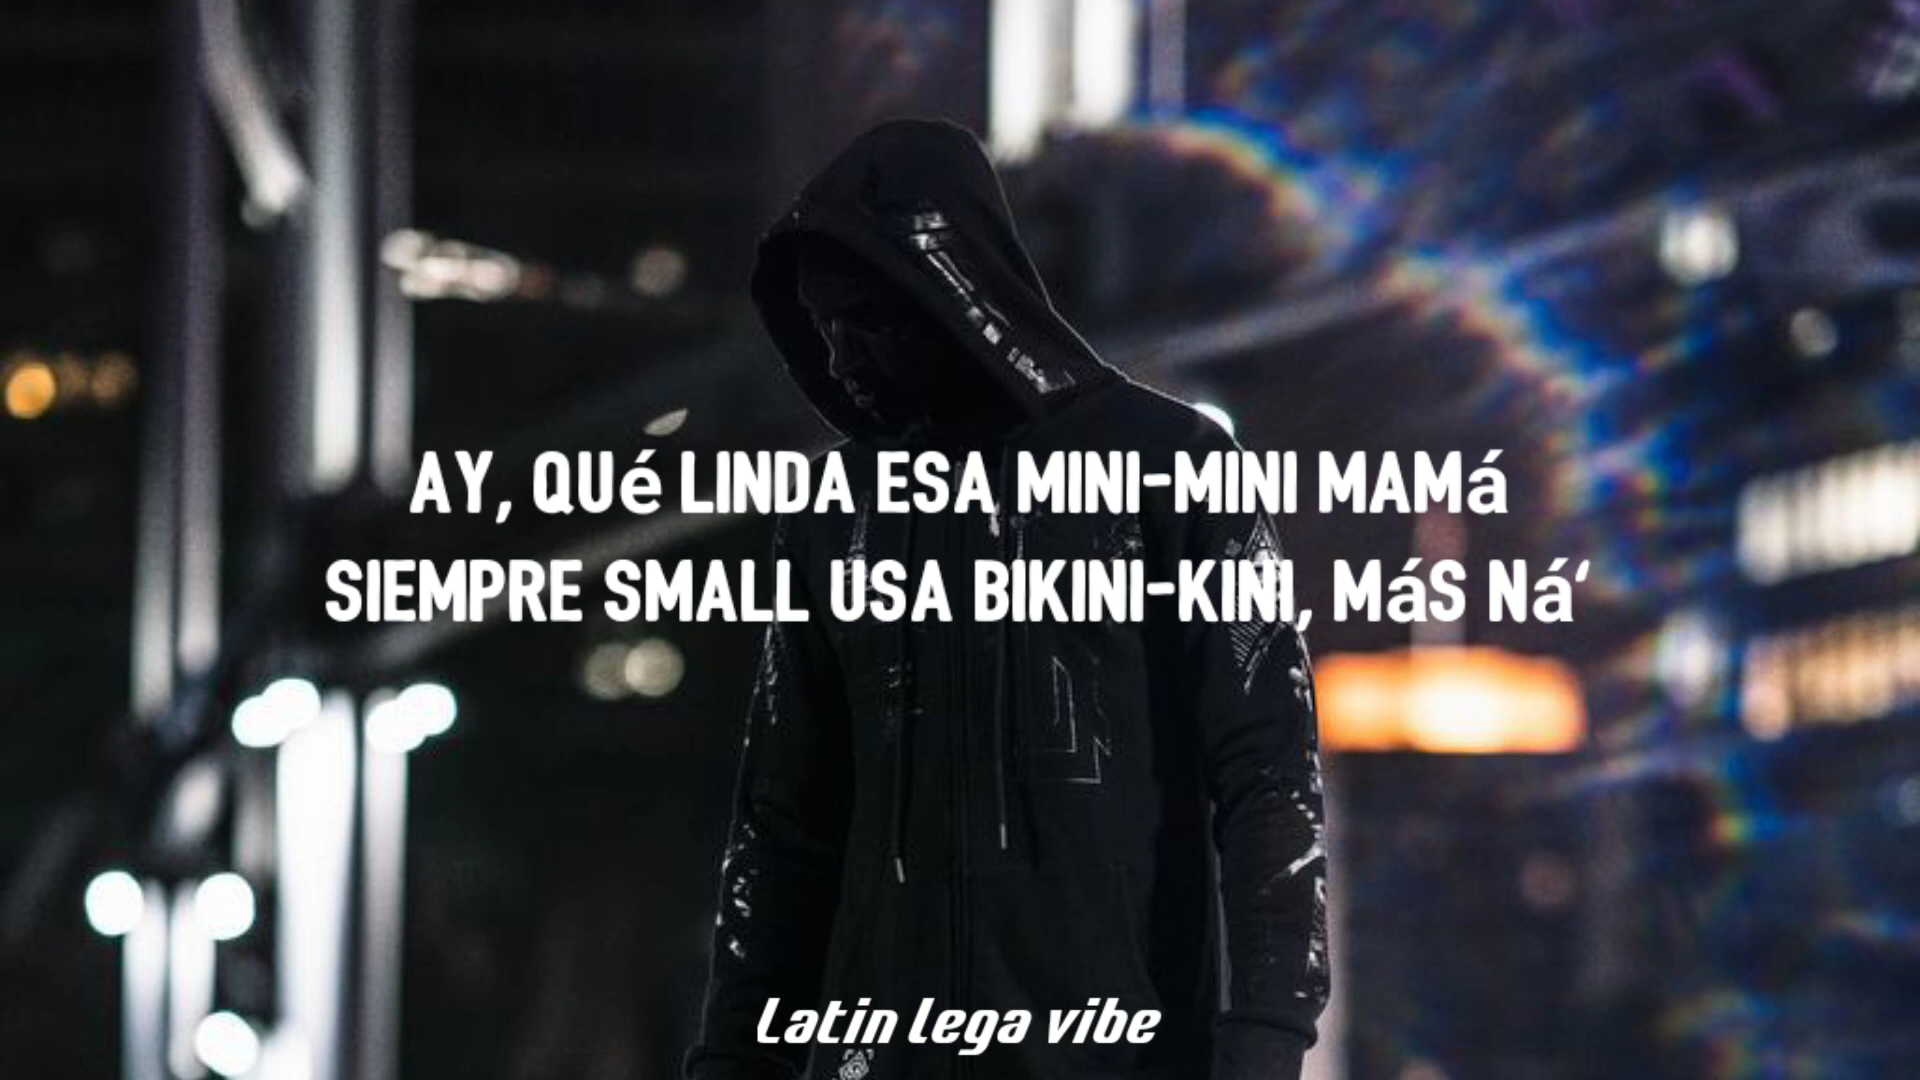 AY, QUé LINDA ESA MINI-MINI MAMá
SIEMPRE SMALL USA BIKINI-KINI, MáS Ná‘
Latin lega vibe